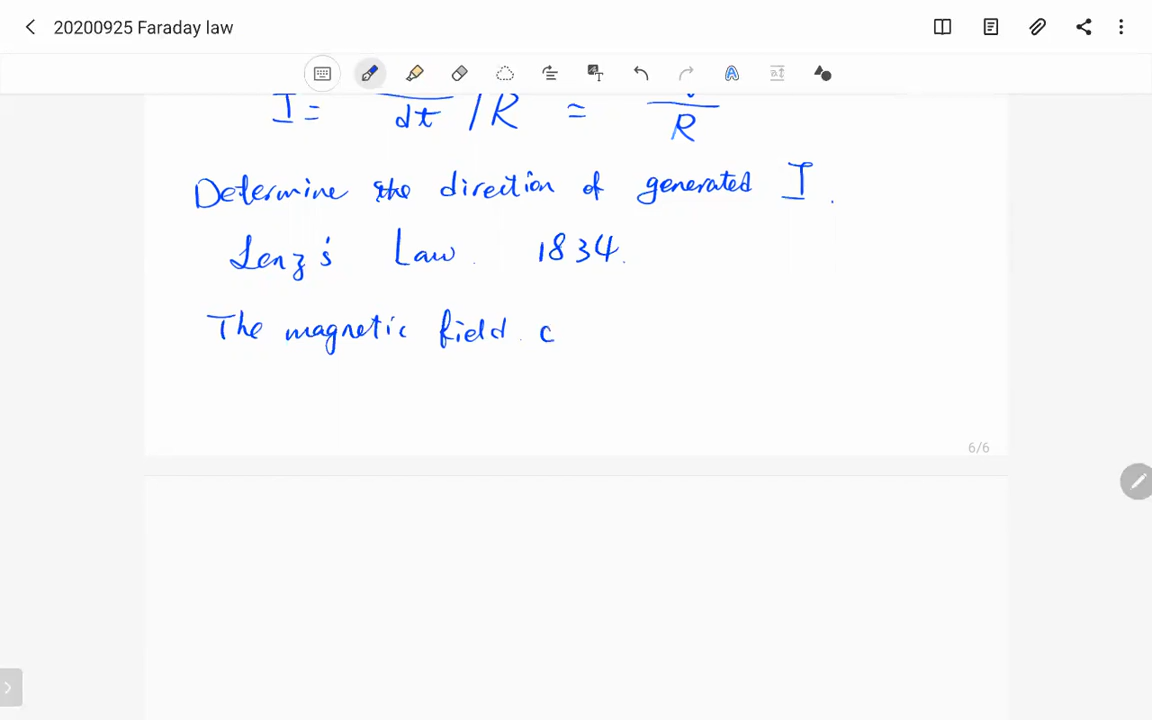 20200925 Faraday law
I = dt / R = R
Determine the direction of generated I.
Lenz's Law. 1834.
The magnetic field. c
6/6